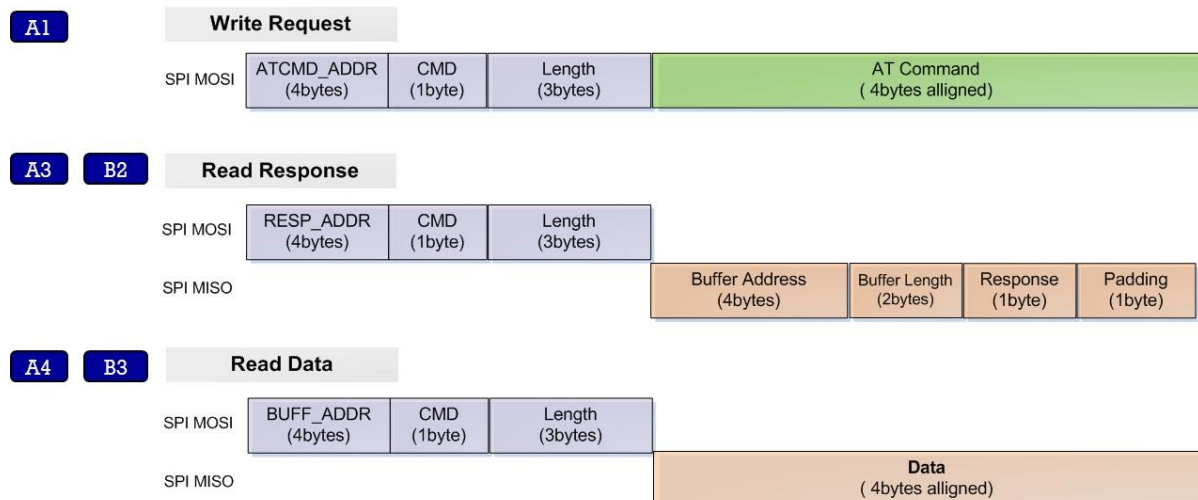 A1
Write Request
SPI MOSI
ATCMD_ADDR
(4bytes)
CMD
(1byte)
Length
(3bytes)
AT Command
( 4bytes alligned)
A3
B2
Read Response
SPI MOSI
RESP_ADDR
(4bytes)
CMD
(1byte)
Length
(3bytes)
SPI MISO
Buffer Address
(4bytes)
Buffer Length
(2bytes)
Response
(1byte)
Padding
(1byte)
A4
B3
Read Data
SPI MOSI
BUFF_ADDR
(4bytes)
CMD
(1byte)
Length
(3bytes)
SPI MISO
Data
( 4bytes alligned)